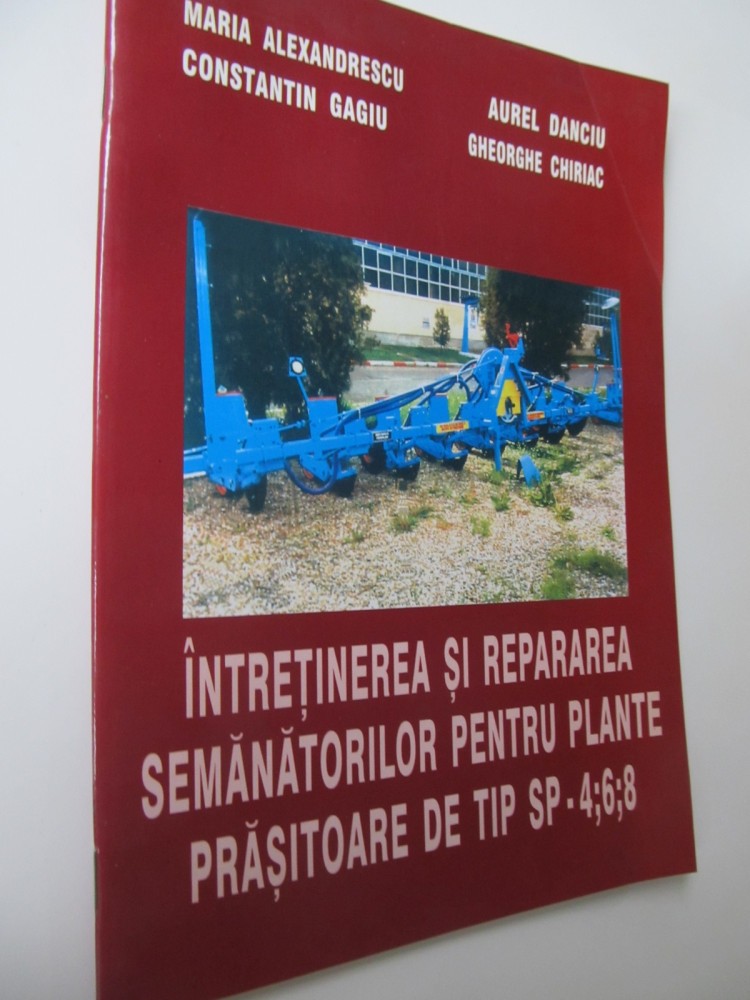 MARIA ALEXANDRESCU
CONSTANTIN GAGIU
AUREL DANCIU
GHEORGHE CHIRIAC
ÎNTREȚINEREA ȘI REPARAREA
SEMĂNĂTORILOR PENTRU PLANTE
PRĂȘITOARE DE TIP SP - 4;6;8